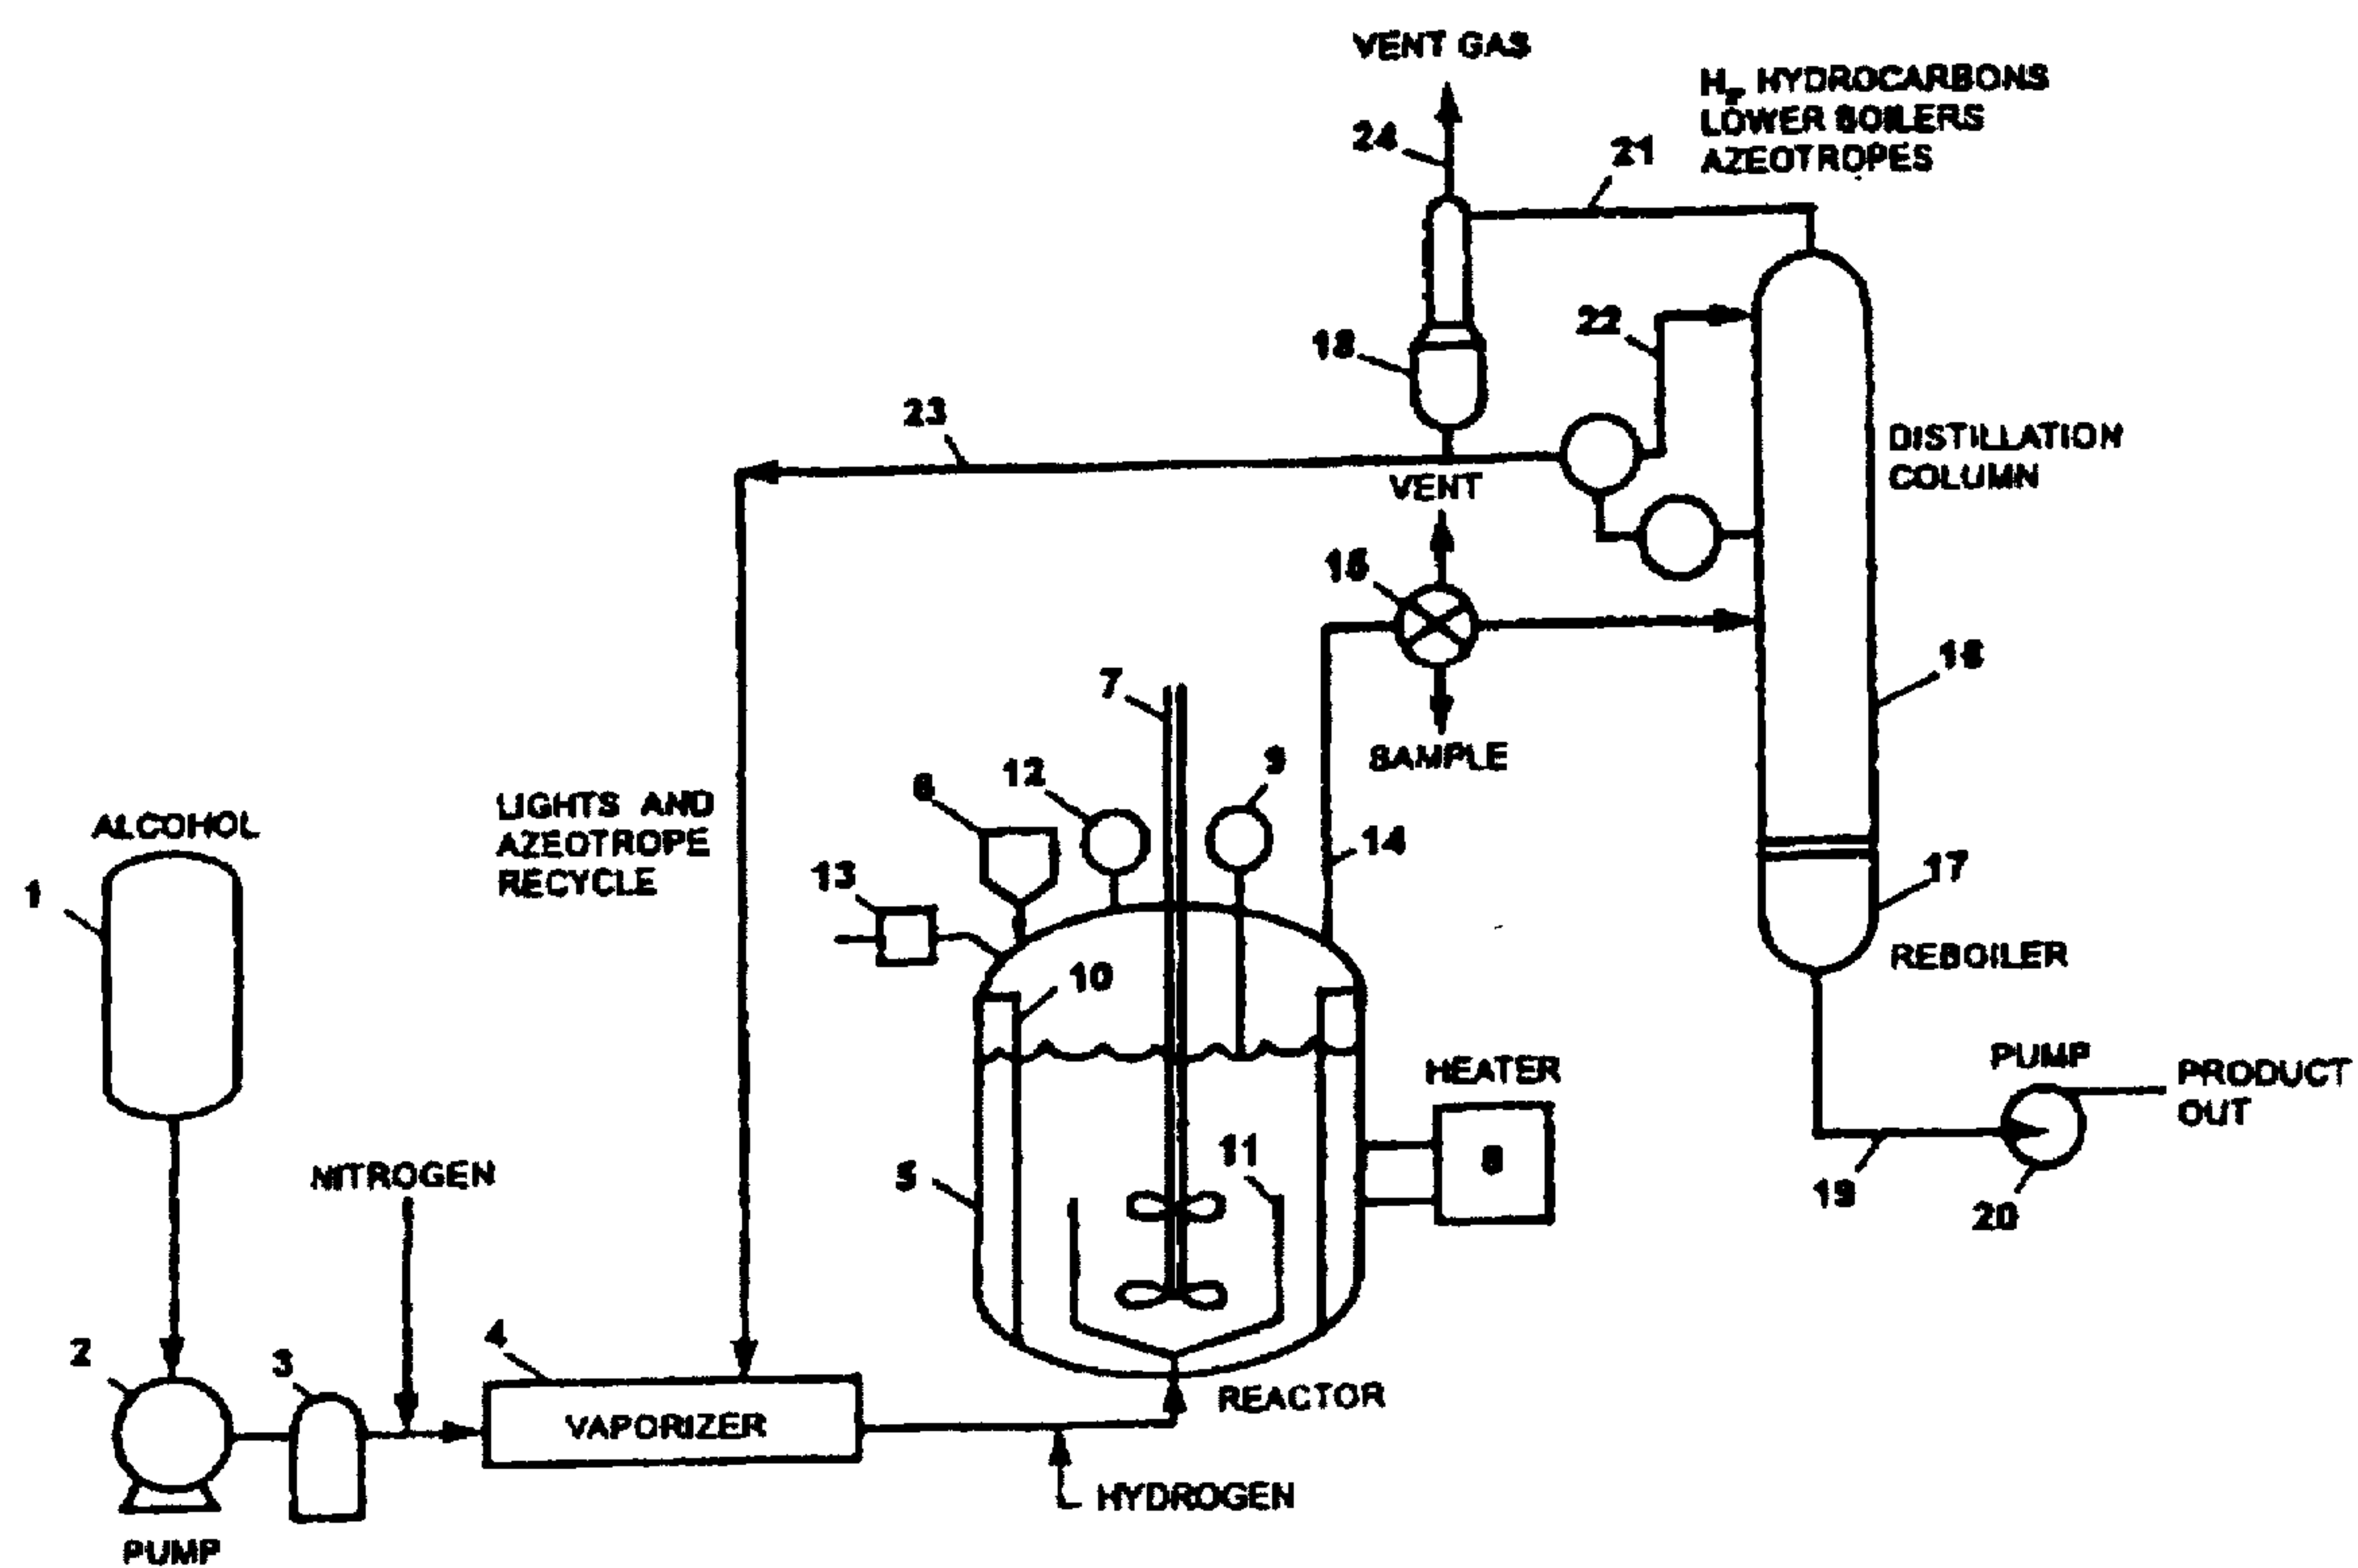 VENT GAS
H₂, HYDROCARBONS
LOWER BOILERS
AZEOTROPES
24
21
22
18
23
DISTILLATION
COLUMN
VENT
15
16
7
SAMPLE
12
9
6
LIGHTS AND
AZEOTROPE
RECYCLE
ALCOHOL
14
13
17
1
REBOILER
10
PUMP
PRODUCT
OUT
HEATER
11
8
NITROGEN
5
19
20
4
2
3
REACTOR
VAPORIZER
HYDROGEN
PUMP